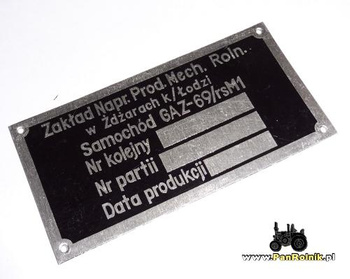 Zakład Napr. Prod. Mech. Roln.
w Żdżarach k/Łodzi
Samochód GAZ-69/rsM1
Nr kolejny
Nr partii
Data produkcji
www.PanRolnik.pl